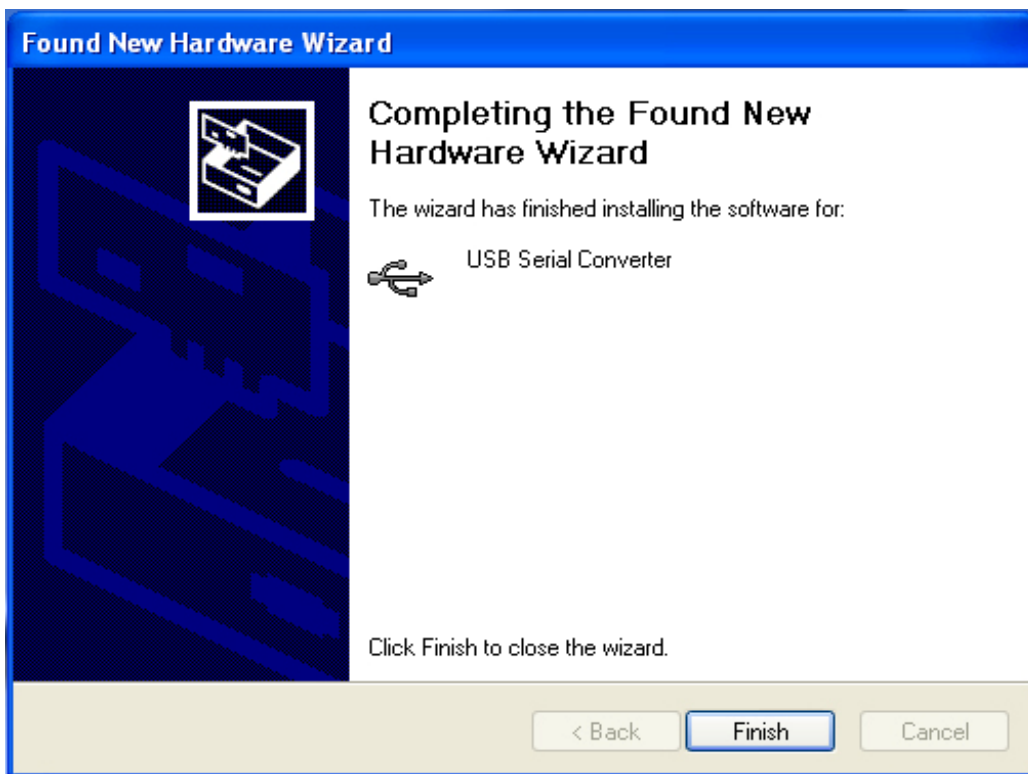 Found New Hardware Wizard
Completing the Found New
Hardware Wizard
The wizard has finished installing the software for:
USB Serial Converter
Click Finish to close the wizard.
< Back
Finish
Cancel